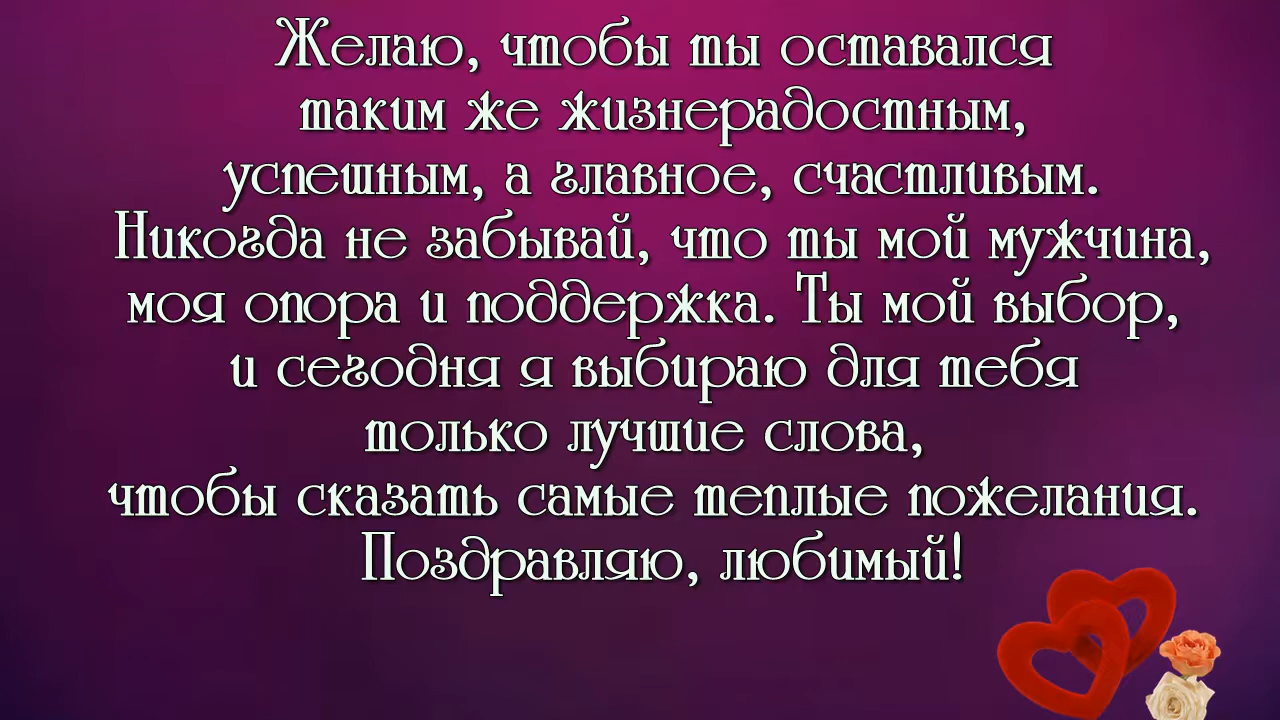 Желаю, чтобы ты оставался
таким же жизнерадостным,
успешным, а главное, счастливым.
Никогда не забывай, что ты мой мужчина,
моя опора и поддержка. Ты мой выбор,
и сегодня я выбираю для тебя
только лучшие слова,
чтобы сказать самые теплые пожелания.
Поздравляю, любимый!